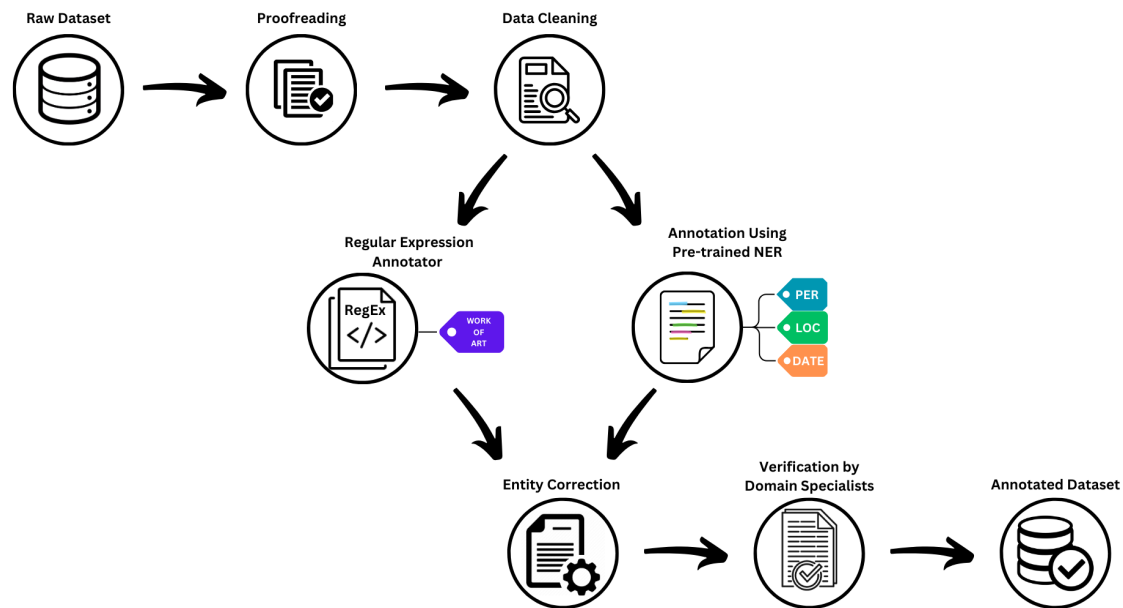 Raw Dataset
Proofreading
Data Cleaning
Regular Expression
Annotator
RegEx
</>
WORK
OF
ART
Annotation Using
Pre-trained NER
PER
LOC
DATE
Entity Correction
Verification by
Domain Specialists
Annotated Dataset